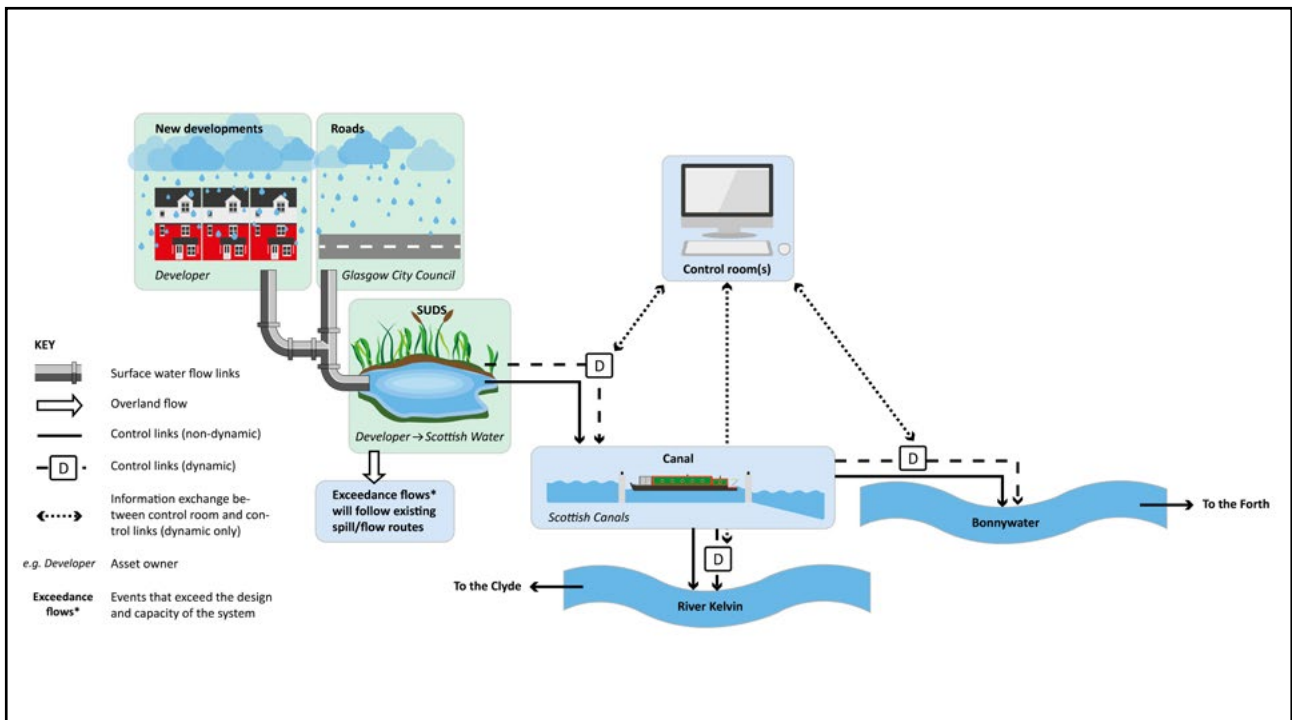 New developments
Roads
Developer
Glasgow City Council
Control room(s)
SUDS
Developer → Scottish Water
D
Exceedance flows*
will follow existing
spill/flow routes
Canal
Scottish Canals
D
D
Bonnywater
To the Forth
To the Clyde
River Kelvin
KEY
Surface water flow links
Overland flow
Control links (non-dynamic)
D
Control links (dynamic)
Information exchange be-
tween control room and con-
trol links (dynamic only)
e.g. Developer
Asset owner
Exceedance
flows*
Events that exceed the design
and capacity of the system